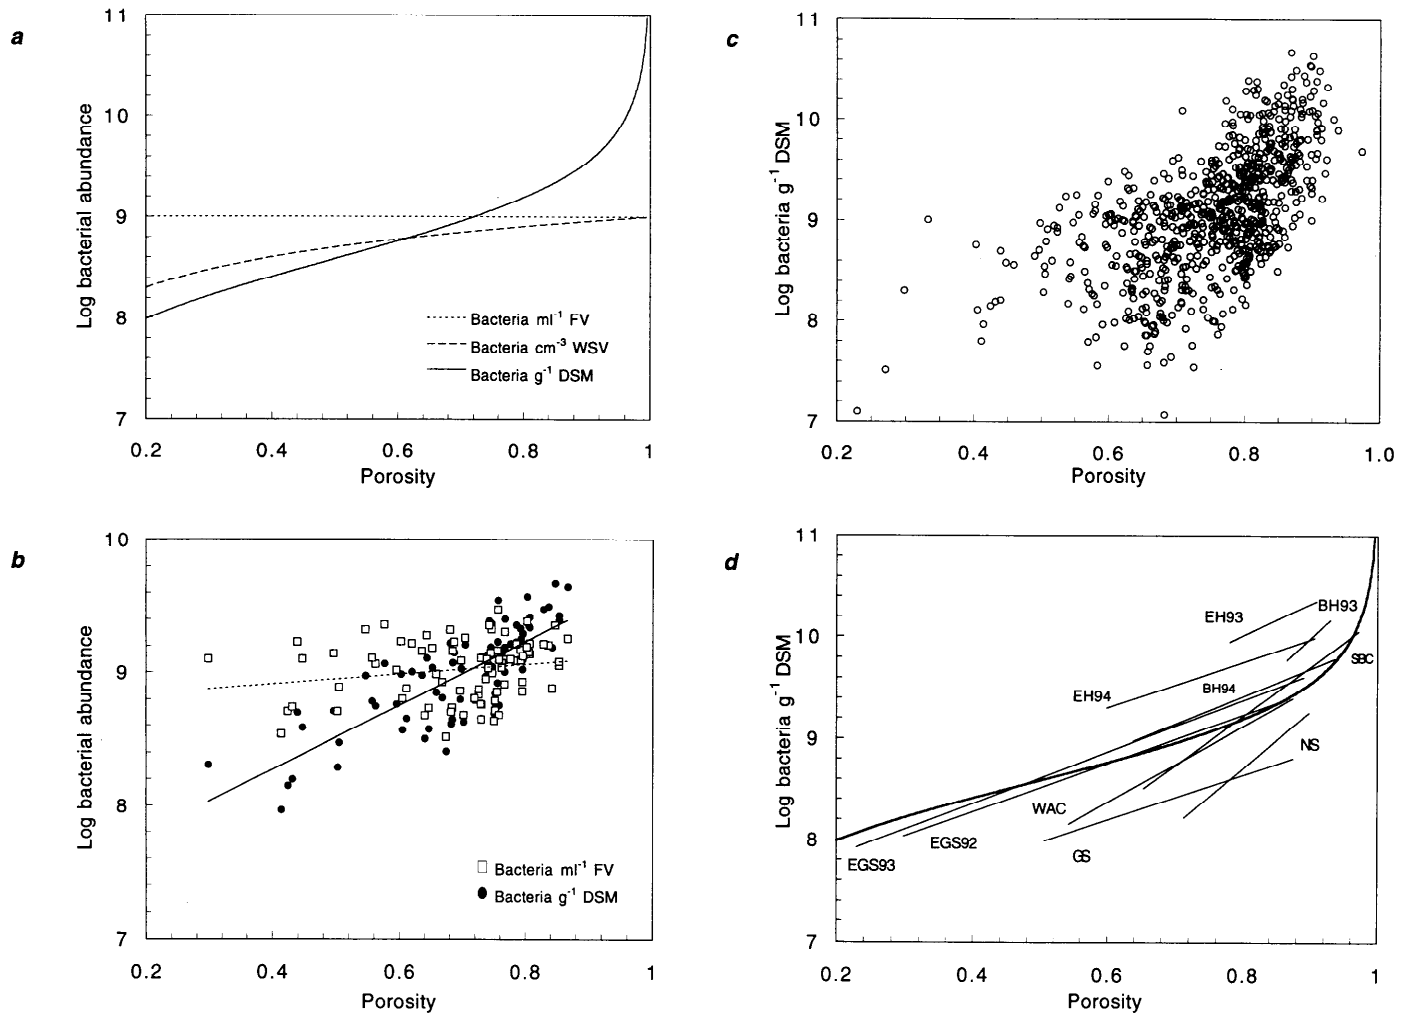 a
11
10
9
8
7
Log bacterial abundance
Bacteria ml⁻¹ FV
Bacteria cm⁻³ WSV
Bacteria g⁻¹ DSM
0.2 0.4 0.6 0.8 1
Porosity
c
11
10
9
8
7
Log bacteria g⁻¹ DSM
0.2 0.4 0.6 0.8 1.0
Porosity
b
10
9
8
7
Log bacterial abundance
Bacteria ml⁻¹ FV
Bacteria g⁻¹ DSM
0.2 0.4 0.6 0.8 1
Porosity
d
11
10
9
8
7
Log bacteria g⁻¹ DSM
EH93
BH93
SBC
BH94
EH94
NS
WAC
EGS92
GS
EGS93
0.2 0.4 0.6 0.8 1
Porosity